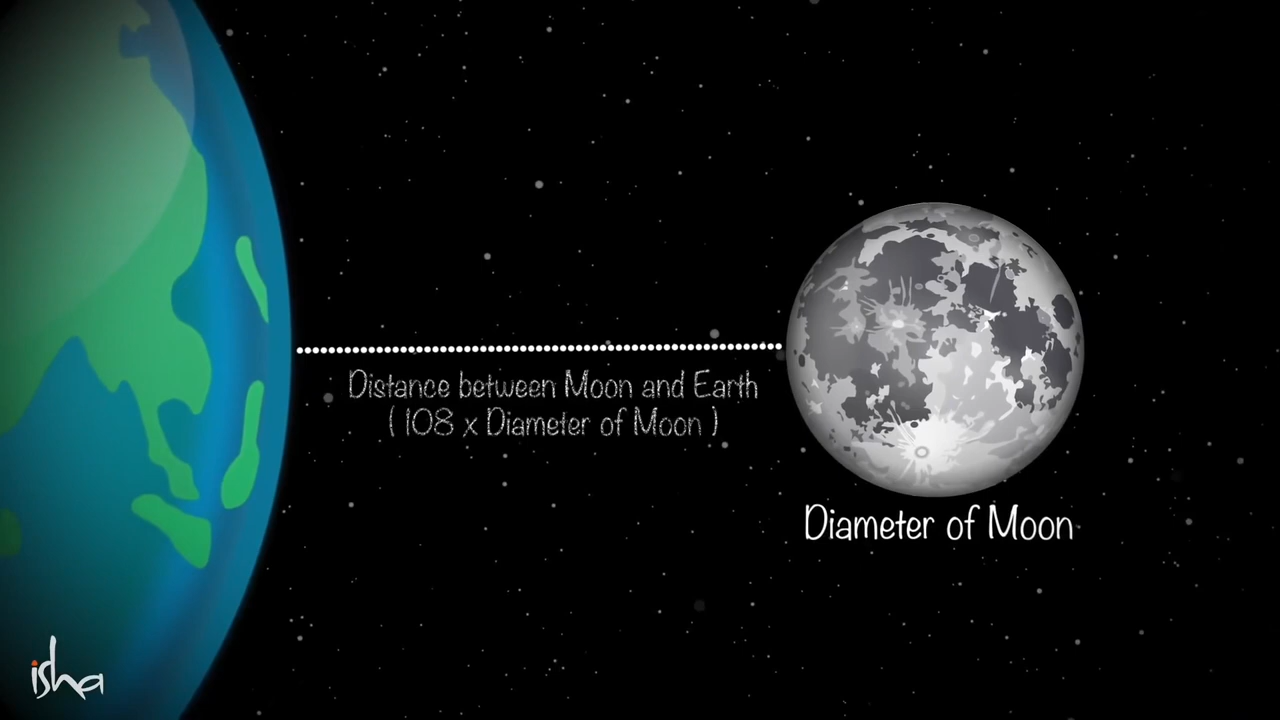 Distance between Moon and Earth
( 108 x Diameter of Moon )
Diameter of Moon
isha